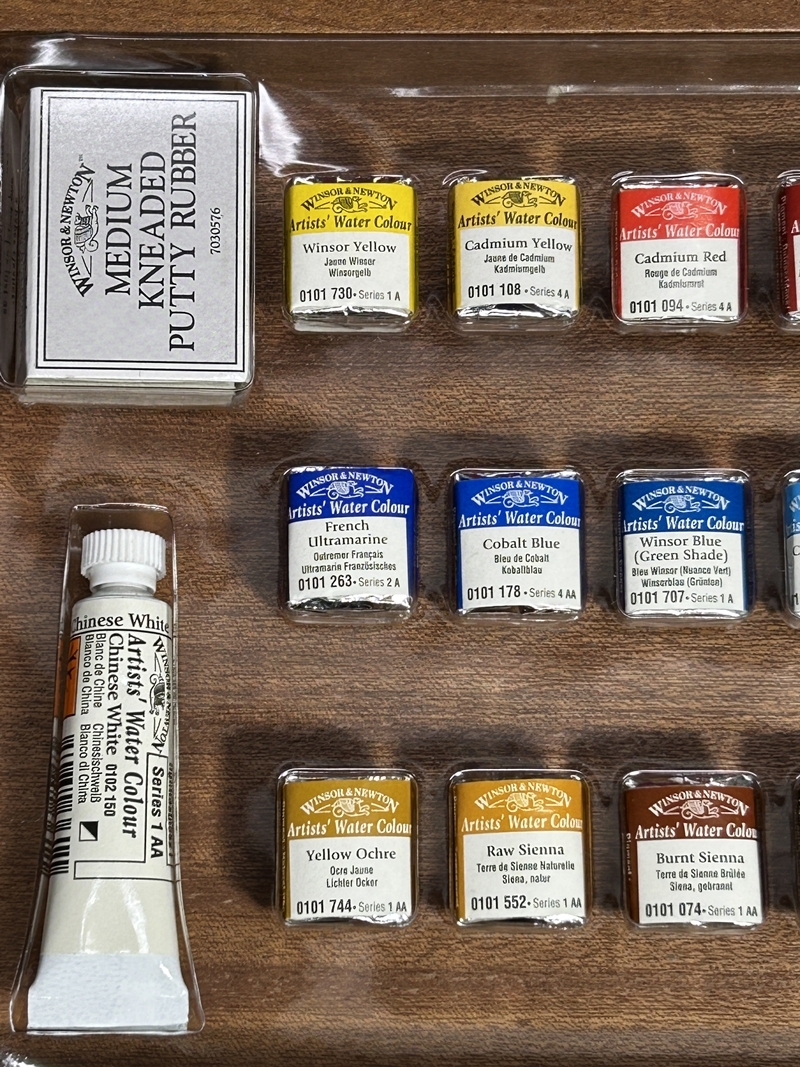 WINSOR & NEWTON™
MEDIUM
KNEADED
PUTTY RUBBER
7030576
WINSOR & NEWTON
Artists' Water Colour
Winsor Yellow
Jaune Winsor
Winsorgelb
0101 730 • Series 1 A
WINSOR & NEWTON
Artists' Water Colour
Cadmium Yellow
Jaune de Cadmium
Kadmiumgelb
0101 108 • Series 4 A
WINSOR & NEWTON
Artists' Water Colour
Cadmium Red
Rouge de Cadmium
Kadmiumrot
0101 094 • Series 4 A
WINSOR & NEWTON
Artists' Water Colour
French
Ultramarine
Outremer Français
Ultramarin Französisches
0101 263 • Series 2 A
WINSOR & NEWTON
Artists' Water Colour
Cobalt Blue
Bleu de Cobalt
Kobaltblau
0101 178 • Series 4 AA
WINSOR & NEWTON
Artists' Water Colour
Winsor Blue
(Green Shade)
Bleu Winsor (Nuance Vert)
Winsorblau (Grünton)
0101 707 • Series 1 A
Chinese White
WINSOR & NEWTON
Artists' Water Colour
Chinese White 0102 150
Blanc de Chine Chinesischweiß
Blanco de China Blanco di China
Series 1 AA
WINSOR & NEWTON
Artists' Water Colour
Yellow Ochre
Ocre Jaune
Lichter Ocker
0101 744 • Series 1 AA
WINSOR & NEWTON
Artists' Water Colour
Raw Sienna
Terre de Sienne Naturelle
Siena, natur
0101 552 • Series 1 AA
WINSOR & NEWTON
Artists' Water Colour
Burnt Sienna
Terre de Sienne Brûlée
Siena, gebrannt
0101 074 • Series 1 AA